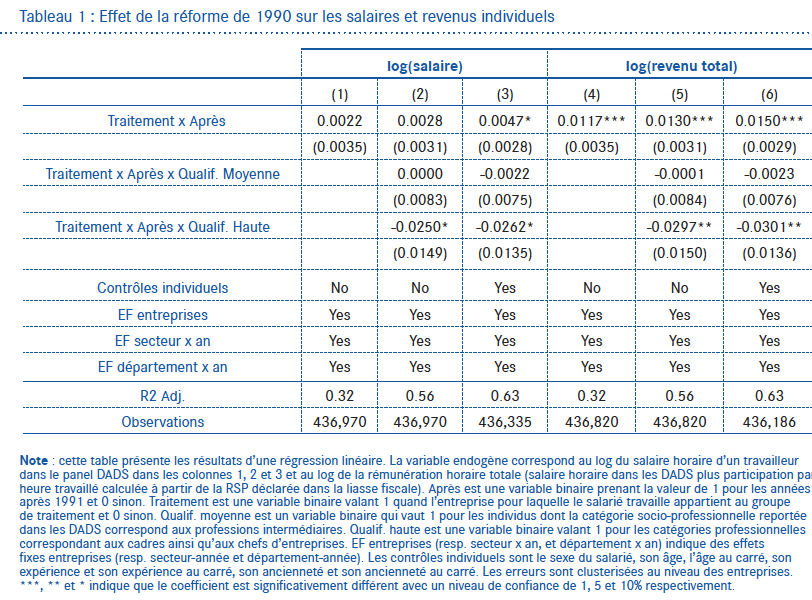 Tableau 1 : Effet de la réforme de 1990 sur les salaires et revenus individuels
log(salaire) log(revenu total)
(1) (2) (3) (4) (5) (6)
Traitement x Après 0.0022 0.0028 0.0047* 0.0117*** 0.0130*** 0.0150***
(0.0035) (0.0031) (0.0028) (0.0035) (0.0031) (0.0029)
Traitement x Après x Qualif. Moyenne 0.0000 -0.0022 -0.0001 -0.0023
(0.0083) (0.0075) (0.0084) (0.0076)
Traitement x Après x Qualif. Haute -0.0250* -0.0262* -0.0297** -0.0301**
(0.0149) (0.0135) (0.0150) (0.0136)
Contrôles individuels No No Yes No No Yes
EF entreprises Yes Yes Yes Yes Yes Yes
EF secteur x an Yes Yes Yes Yes Yes Yes
EF département x an Yes Yes Yes Yes Yes Yes
R2 Adj. 0.32 0.56 0.63 0.32 0.56 0.63
Observations 436,970 436,970 436,335 436,820 436,820 436,186
Note : cette table présente les résultats d'une régression linéaire. La variable endogène correspond au log du salaire horaire d'un travailleur
dans le panel DADS dans les colonnes 1, 2 et 3 et au log de la rémunération horaire totale (salaire horaire dans les DADS plus participation par
heure travaillé calculée à partir de la RSP déclarée dans la liasse fiscale). Après est une variable binaire prenant la valeur de 1 pour les années
après 1991 et 0 sinon. Traitement est une variable binaire valant 1 quand l'entreprise pour laquelle le salarié travaille appartient au groupe
de traitement et 0 sinon. Qualif. moyenne est un variable binaire qui vaut 1 pour les individus dont la catégorie socio-professionnelle reportée
dans les DADS correspond aux professions intermédiaires. Qualif. haute est une variable binaire valant 1 pour les catégories professionnelles
correspondant aux cadres ainsi qu'aux chefs d'entreprises. EF entreprises (resp. secteur x an, et département x an) indique des effets
fixes entreprises (resp. secteur-année et département-année). Les contrôles individuels sont le sexe du salarié, son âge, l'âge au carré, son
expérience et son expérience au carré, son ancienneté et son ancienneté au carré. Les erreurs sont clusterisées au niveau des entreprises.
***, ** et * indique que le coefficient est significativement différent avec un niveau de confiance de 1, 5 et 10% respectivement.